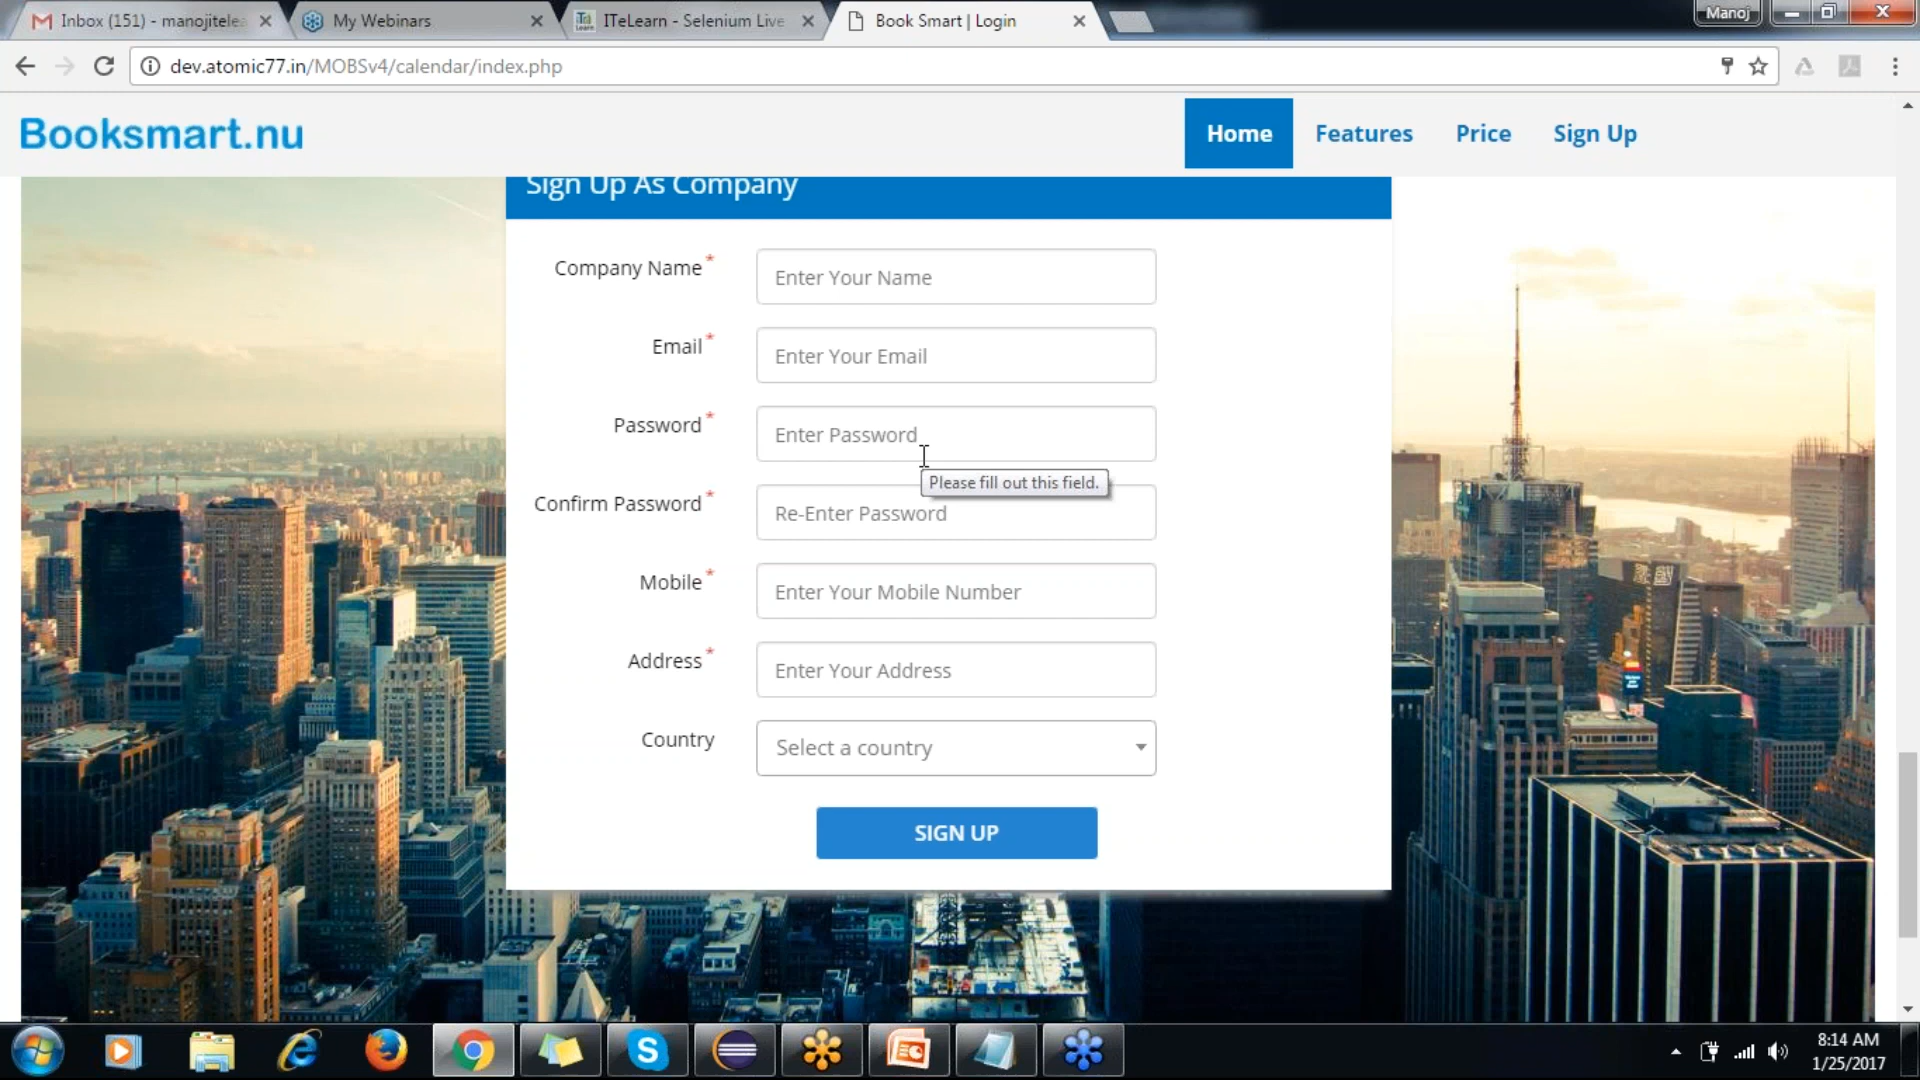 Inbox (151) - manojitelea
My Webinars
ITeLearn - Selenium Live
Book Smart | Login
Manoj
dev.atomic77.in/MOBSv4/calendar/index.php
Booksmart.nu
Home
Features
Price
Sign Up
Sign Up As Company
Company Name *
Enter Your Name
Email *
Enter Your Email
Password *
Enter Password
Please fill out this field.
Confirm Password *
Re-Enter Password
Mobile *
Enter Your Mobile Number
Address *
Enter Your Address
Country
Select a country
SIGN UP
8:14 AM
1/25/2017